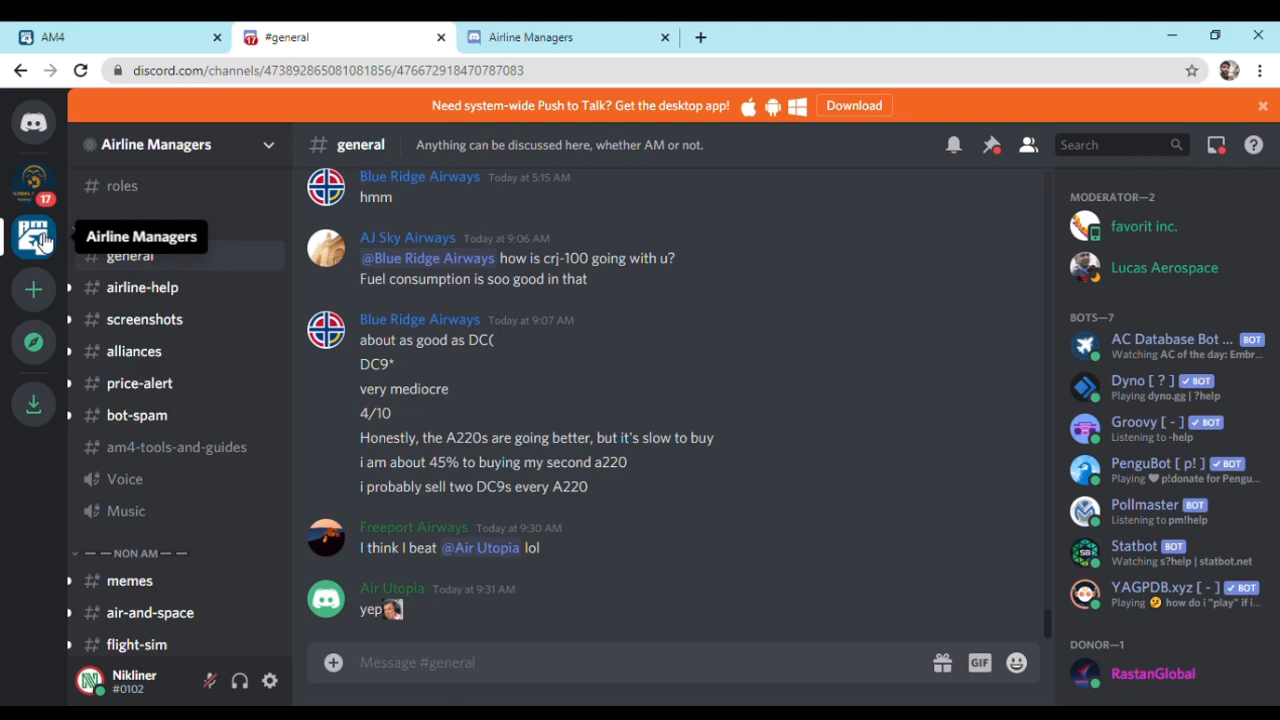 AM4
#general
Airline Managers
discord.com/channels/473892865081081856/476672918470787083
Need system-wide Push to Talk? Get the desktop app!
Download
Airline Managers
roles
Airline Managers
general
airline-help
screenshots
alliances
price-alert
bot-spam
am4-tools-and-guides
Voice
Music
— — NON AM — —
memes
air-and-space
flight-sim
Nikliner
#0102
17
general
Anything can be discussed here, whether AM or not.
Search
Blue Ridge Airways Today at 5:15 AM
hmm
AJ Sky Airways Today at 9:06 AM
@Blue Ridge Airways how is crj-100 going with u?
Fuel consumption is soo good in that
Blue Ridge Airways Today at 9:07 AM
about as good as DC(
DC9*
very mediocre
4/10
Honestly, the A220s are going better, but it's slow to buy
i am about 45% to buying my second a220
i probably sell two DC9s every A220
Freeport Airways Today at 9:30 AM
I think I beat @Air Utopia lol
Air Utopia Today at 9:31 AM
yep
Message #general
GIF
MODERATOR—2
favorit inc.
Lucas Aerospace
BOTS—7
AC Database Bot ... BOT
Watching AC of the day: Embr...
Dyno [ ? ] BOT
Playing dyno.gg | ?help
Groovy [ - ] BOT
Listening to -help
PenguBot [ p! ] BOT
Playing ♥ p!donate for Pengu...
Pollmaster BOT
Listening to pm!help
Statbot BOT
Watching s?help | statbot.net
YAGPDB.xyz [ - ] BOT
Playing 🤔 how do i "play" if i...
DONOR—1
RastanGlobal